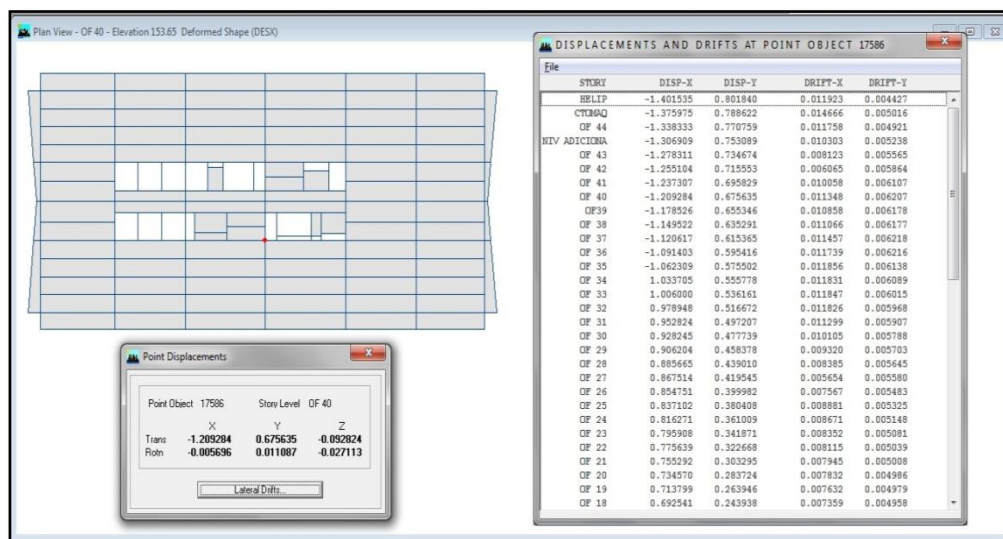 Plan View - OF 40 - Elevation 153.65 Deformed Shape (DESX)
DISPLACEMENTS AND DRIFTS AT POINT OBJECT 17586
File
STORY DISP-X DISP-Y DRIFT-X DRIFT-Y
HELIP -1.401535 0.801840 0.011923 0.004427
CTOMAQ -1.375975 0.788622 0.014666 0.005016
OF 44 -1.338333 0.770759 0.011758 0.004921
NIV ADICIONA -1.306909 0.753089 0.010303 0.005238
OF 43 -1.278311 0.734674 0.008123 0.005565
OF 42 -1.255104 0.715553 0.006065 0.005864
OF 41 -1.237307 0.695829 0.010058 0.006107
OF 40 -1.209284 0.675635 0.011348 0.006207
OF39 -1.178526 0.655346 0.010858 0.006178
OF 38 -1.149522 0.635291 0.011066 0.006177
OF 37 -1.120617 0.615365 0.011457 0.006218
OF 36 -1.091403 0.595416 0.011739 0.006216
OF 35 -1.062309 0.575502 0.011856 0.006138
OF 34 1.033705 0.555778 0.011831 0.006089
OF 33 1.006000 0.536161 0.011847 0.006015
OF 32 0.978948 0.516672 0.011826 0.005968
OF 31 0.952824 0.497207 0.011299 0.005907
OF 30 0.928245 0.477739 0.010105 0.005788
OF 29 0.906204 0.458378 0.009320 0.005703
OF 28 0.885665 0.439010 0.008385 0.005645
OF 27 0.867514 0.419545 0.005654 0.005580
OF 26 0.854751 0.399982 0.007567 0.005483
OF 25 0.837102 0.380408 0.008881 0.005325
OF 24 0.816271 0.361009 0.008671 0.005148
OF 23 0.795908 0.341871 0.008352 0.005081
OF 22 0.775639 0.322668 0.008115 0.005039
OF 21 0.755292 0.303295 0.007945 0.005008
OF 20 0.734570 0.283724 0.007832 0.004986
OF 19 0.713799 0.263946 0.007632 0.004979
OF 18 0.692541 0.243938 0.007359 0.004958
Point Displacements
Point Object 17586 Story Level OF 40
X Y Z
Trans -1.209284 0.675635 -0.092824
Rotn -0.005696 0.011087 -0.027113
Lateral Drifts...